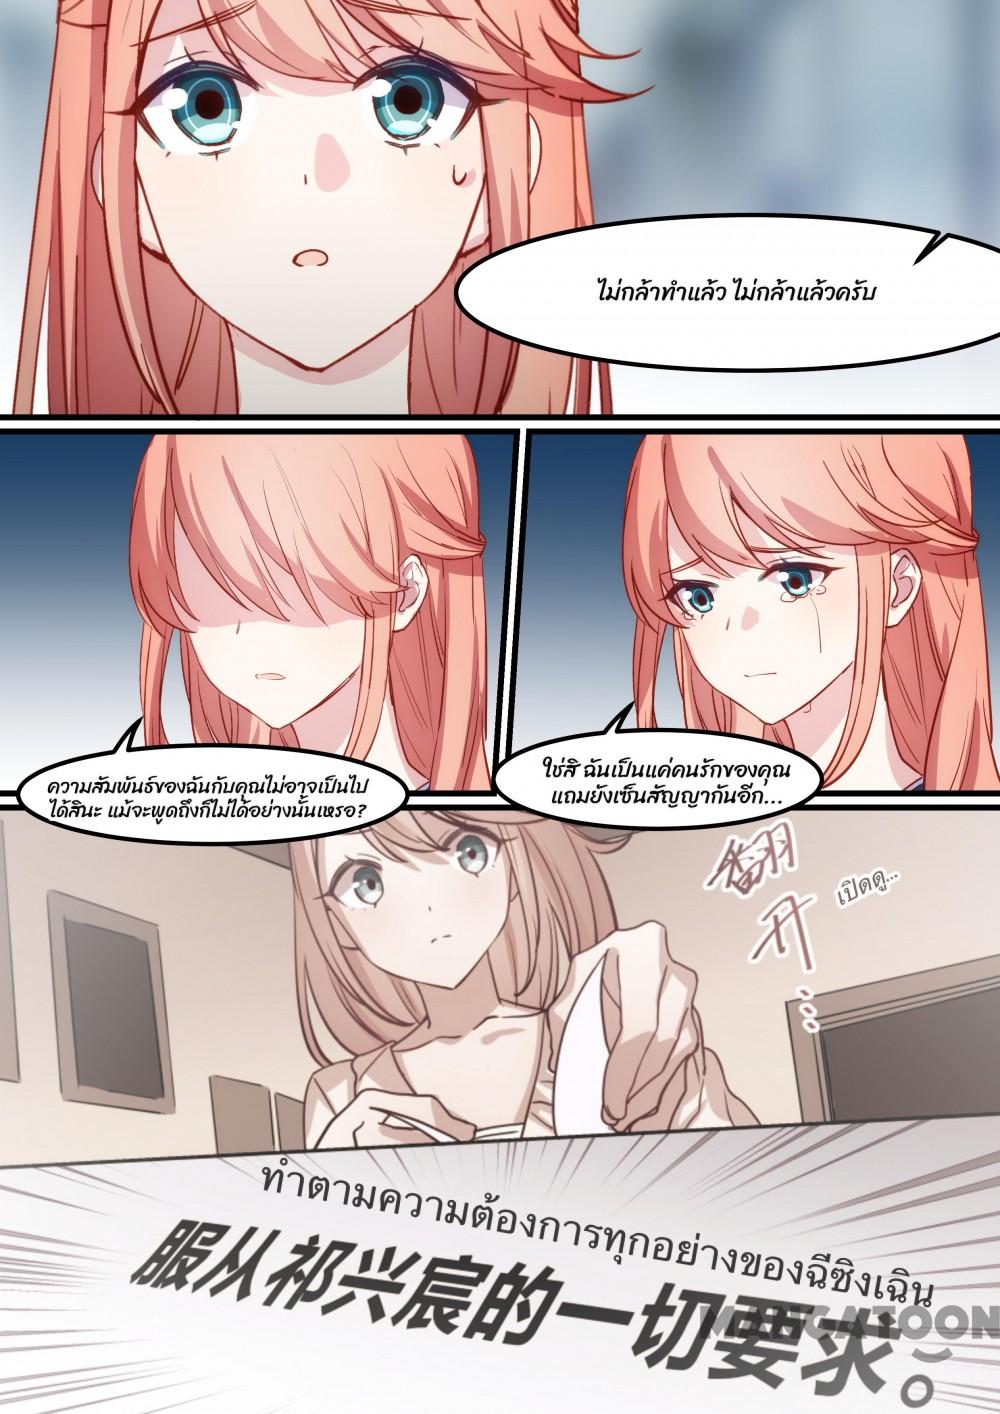 ไม่กล้าทำแล้ว ไม่กล้าแล้วครับ
ความสัมพันธ์ของฉันกับคุณไม่อาจเป็นไป
ได้สินะ แม้จะพูดถึงก็ไม่ได้อย่างนั้นเหรอ?
ใช่สิ ฉันเป็นแค่คนรักของคุณ
แถมยังเซ็นสัญญากันอีก...
翻开...
เปิดดู...
ทำตามความต้องการทุกอย่างของฉีซิงเฉิน
服从祁兴宸的一切要求。
MANGATOON